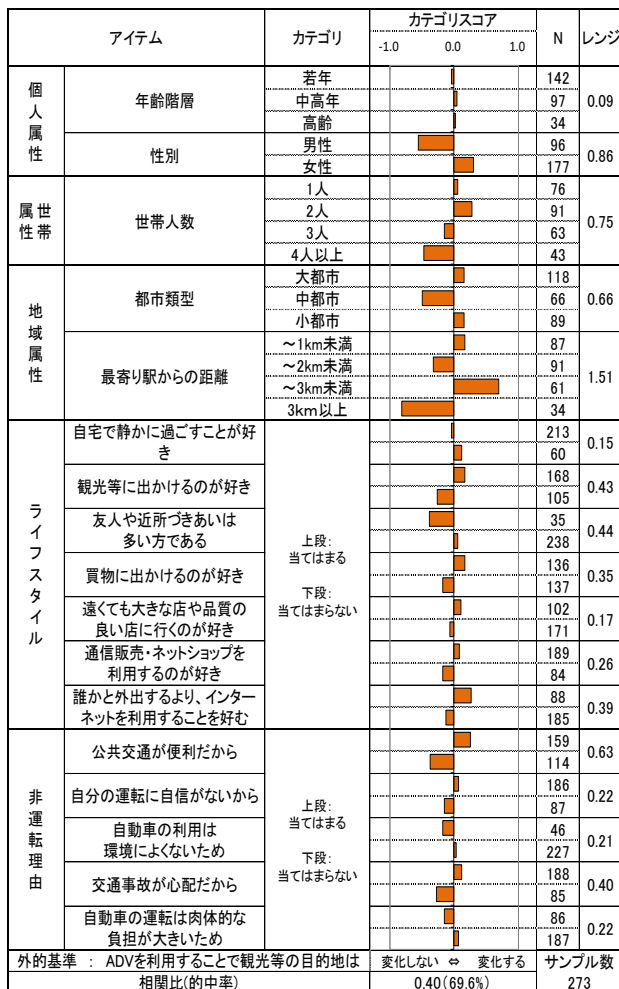 アイテム カテゴリ カテゴリスコア N レンジ
-1.0 0.0 1.0
個人属性
年齢階層
若年 142
中高年 97
高齢 34
0.09
性別
男性 96
女性 177
0.86
世帯属性
世帯人数
1人 76
2人 91
3人 63
4人以上 43
0.75
地域属性
都市類型
大都市 118
中都市 66
小都市 89
0.66
最寄り駅からの距離
～1km未満 87
～2km未満 91
～3km未満 61
3km以上 34
1.51
ライフスタイル
上段：
当てはまる
下段：
当てはまらない
自宅で静かに過ごすことが好
き
213
60
0.15
観光等に出かけるのが好き
168
105
0.43
友人や近所づきあいは
多い方である
35
238
0.44
買物に出かけるのが好き
136
137
0.35
遠くても大きな店や品質の
良い店に行くのが好き
102
171
0.17
通信販売・ネットショップを
利用するのが好き
189
84
0.26
誰かと外出するより、インター
ネットを利用することを好む
88
185
0.39
非運転理由
上段：
当てはまる
下段：
当てはまらない
公共交通が便利だから
159
114
0.63
自分の運転に自信がないから
186
87
0.22
自動車の利用は
環境によくないため
46
227
0.21
交通事故が心配だから
188
85
0.40
自動車の運転は肉体的な
負担が大きいため
86
187
0.22
外的基準 ： ADVを利用することで観光等の目的地は 変化しない ⇔ 変化する サンプル数
相関比(的中率) 0.40(69.6%) 273